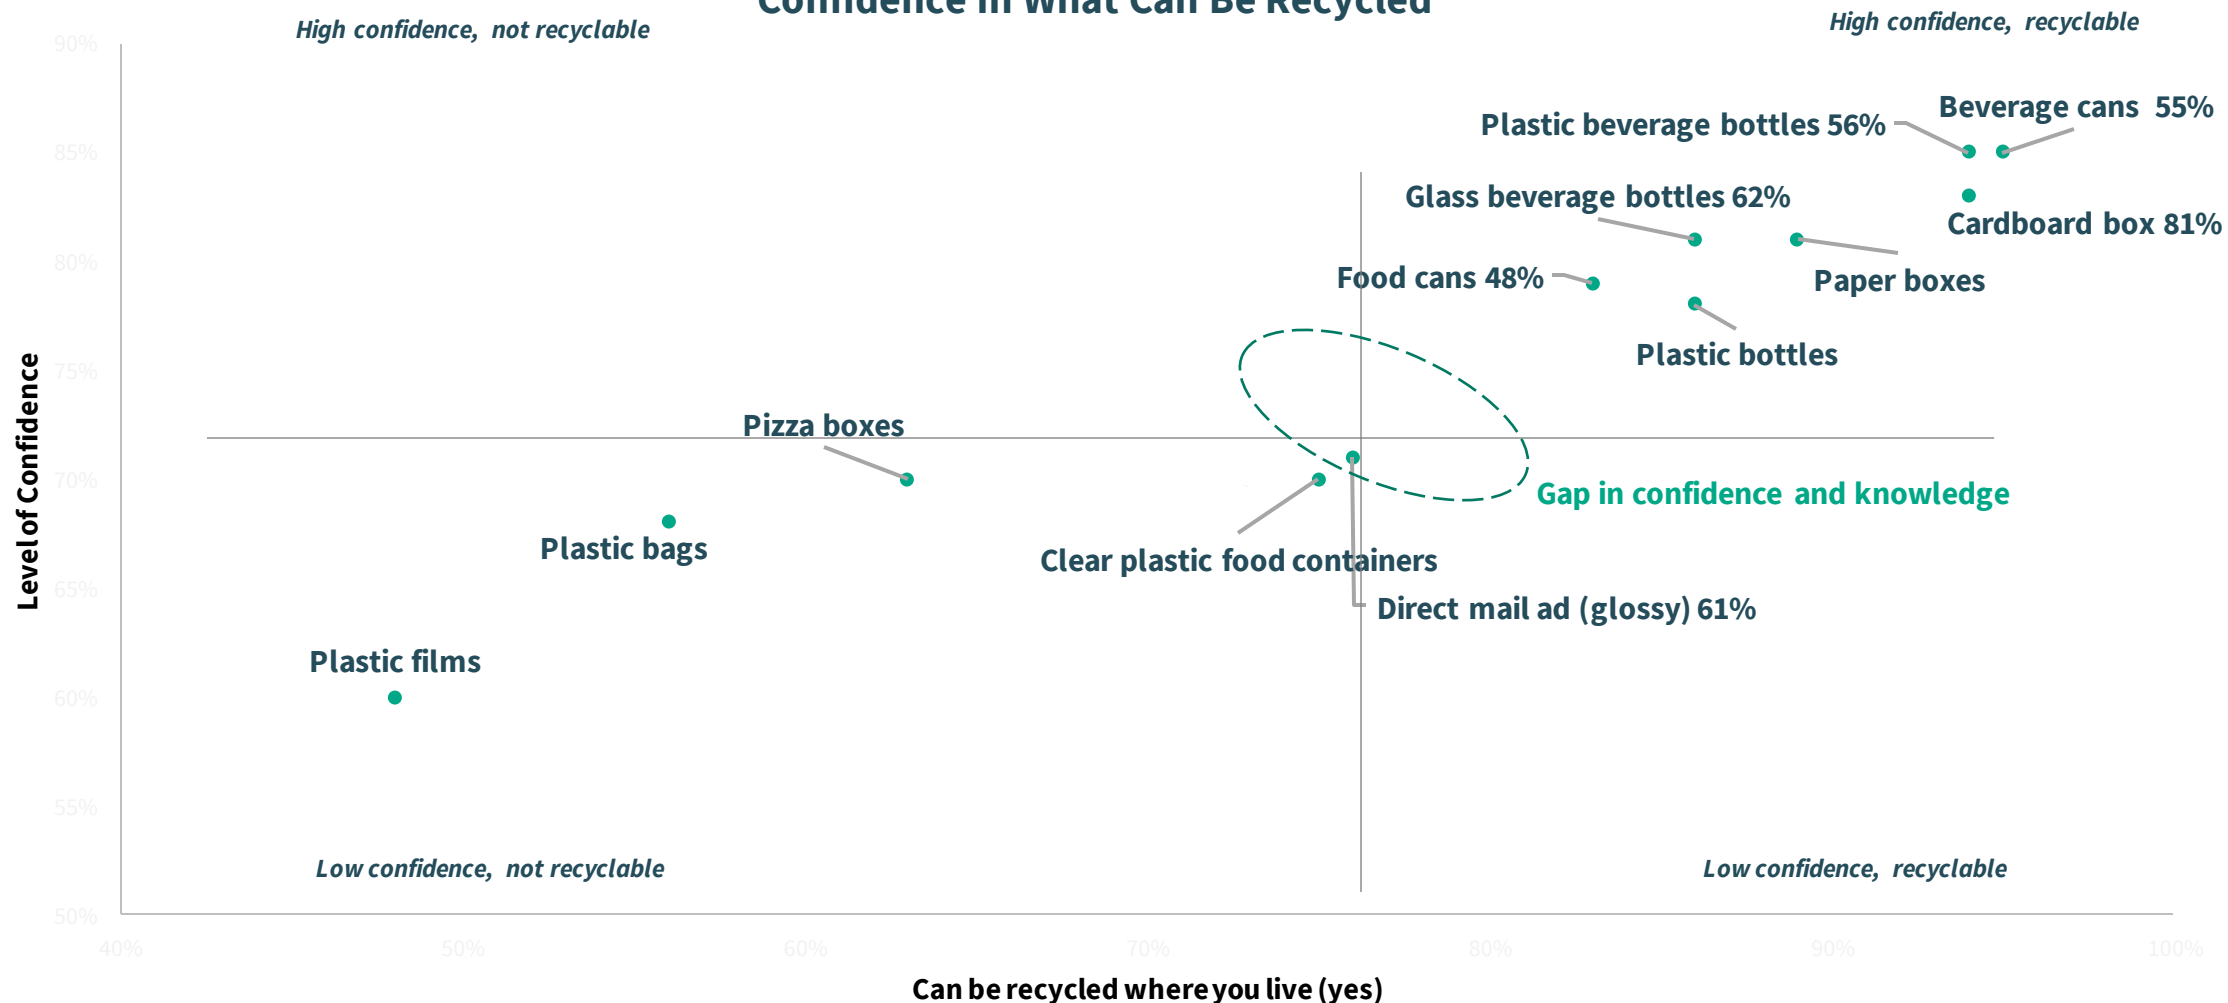 Confidence in What Can Be Recycled
High confidence, not recyclable
High confidence, recyclable
90%
85%
80%
75%
70%
65%
60%
55%
50%
Level of Confidence
Beverage cans 55%
Plastic beverage bottles 56%
Glass beverage bottles 62%
Cardboard box 81%
Food cans 48%
Paper boxes
Plastic bottles
Pizza boxes
Gap in confidence and knowledge
Plastic bags
Clear plastic food containers
Direct mail ad (glossy) 61%
Plastic films
Low confidence, not recyclable
Low confidence, recyclable
40%
50%
60%
70%
80%
90%
100%
Can be recycled where you live (yes)